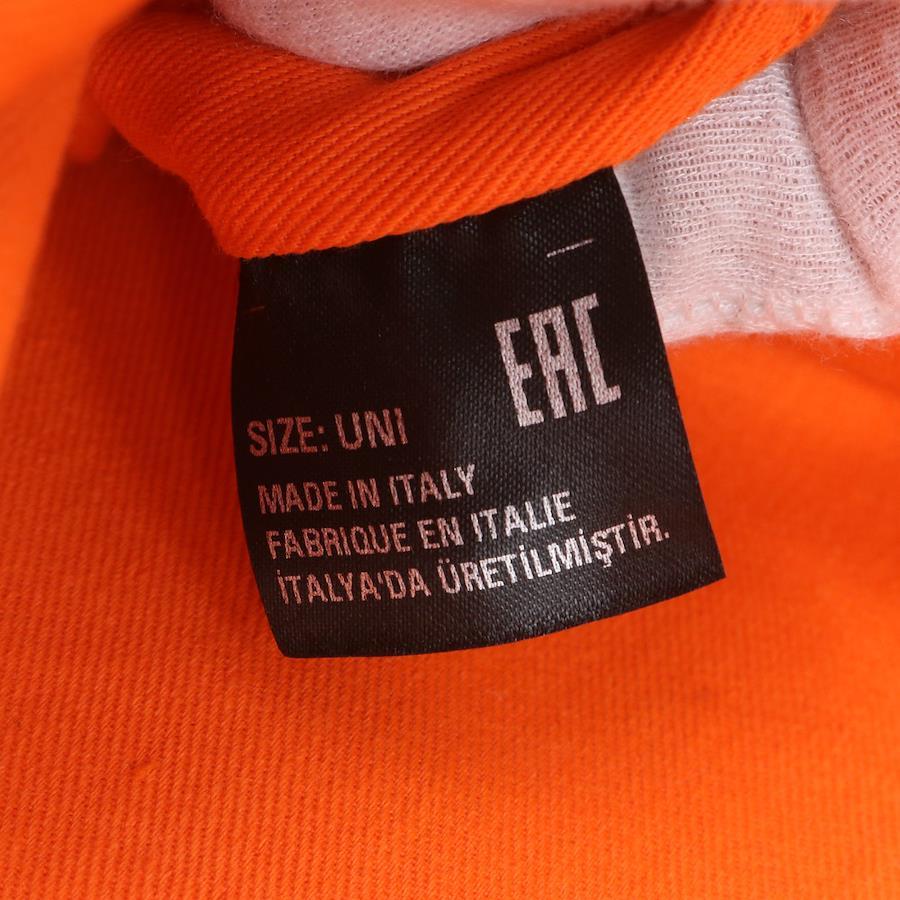 EAC
SIZE: UNI
MADE IN ITALY
FABRIQUE EN ITALIE
İTALYA'DA ÜRETİLMİŞTİR.